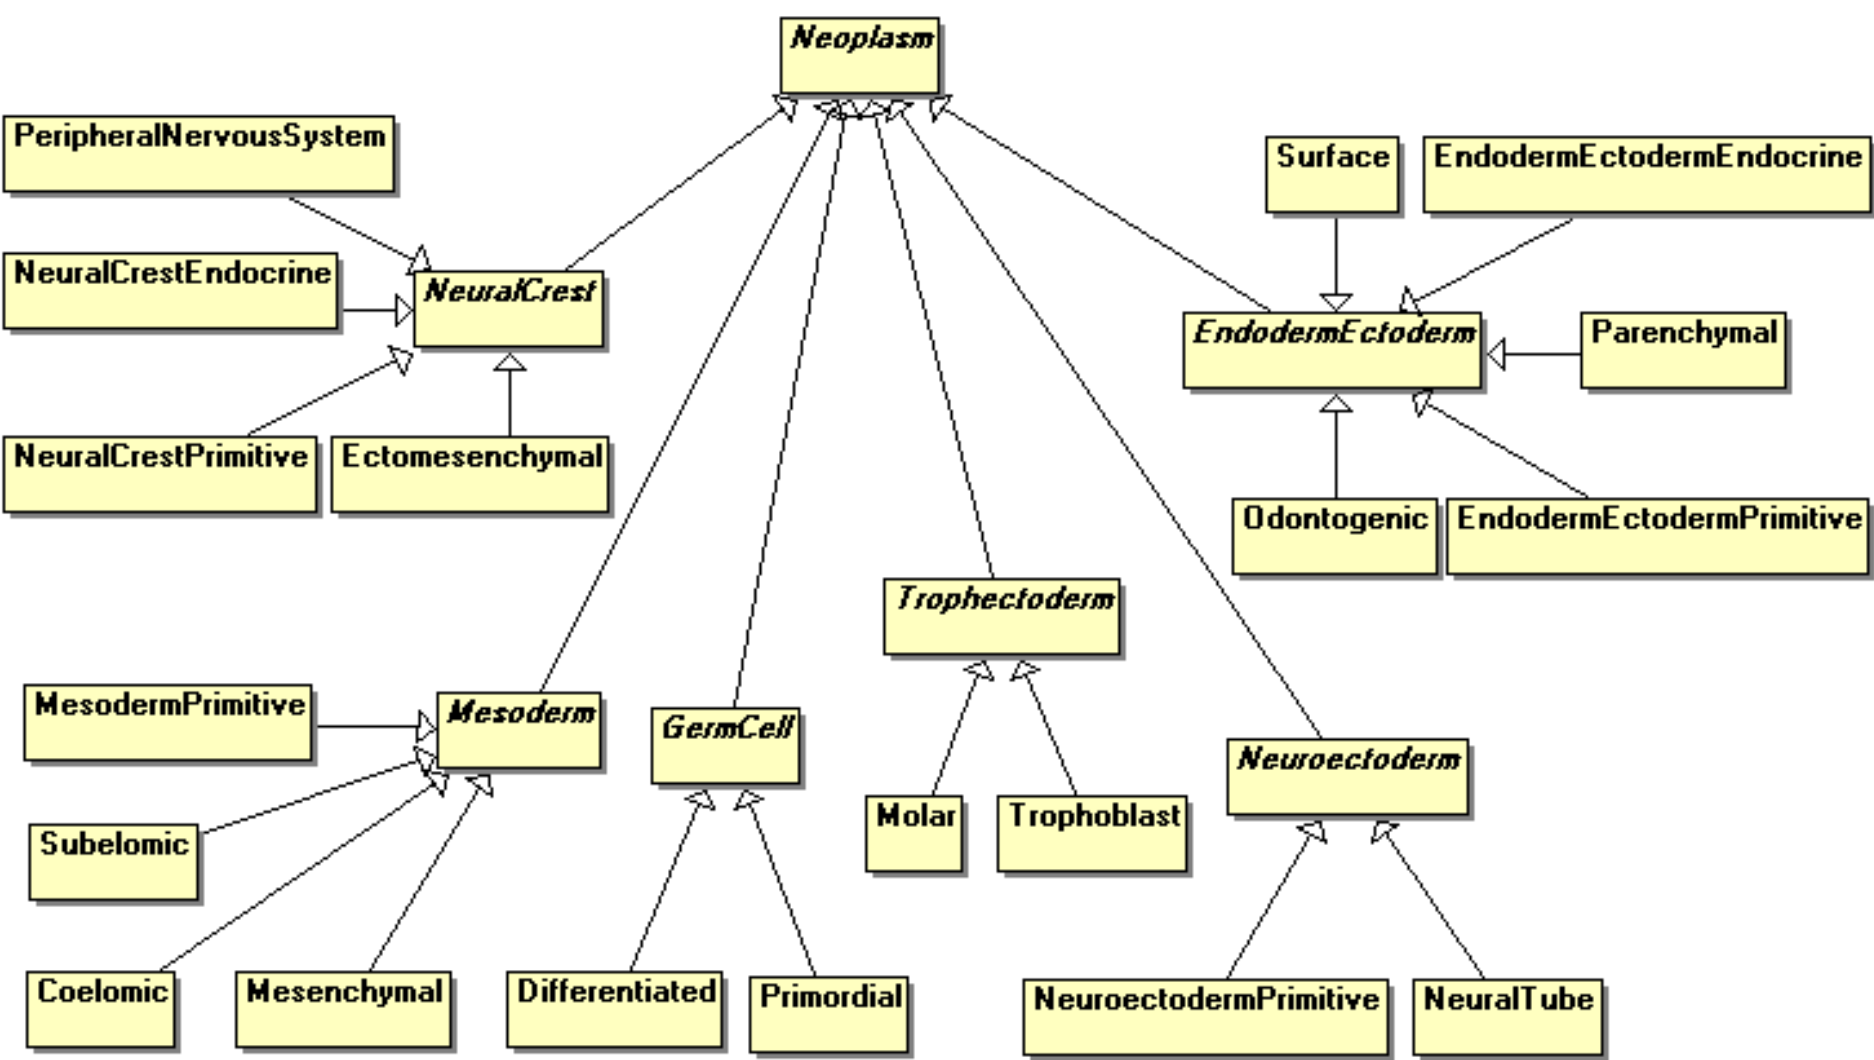 Neoplasm
PeripheralNervousSystem
Surface
EndodermEctodermEndocrine
NeuralCrestEndocrine
NeuralCrest
EndodermEctoderm
Parenchymal
NeuralCrestPrimitive
Ectomesenchymal
Odontogenic
EndodermEctodermPrimitive
Trophectoderm
MesodermPrimitive
Mesoderm
GermCell
Neuroectoderm
Molar
Trophoblast
Subelomic
Coelomic
Mesenchymal
Differentiated
Primordial
NeuroectodermPrimitive
NeuralTube